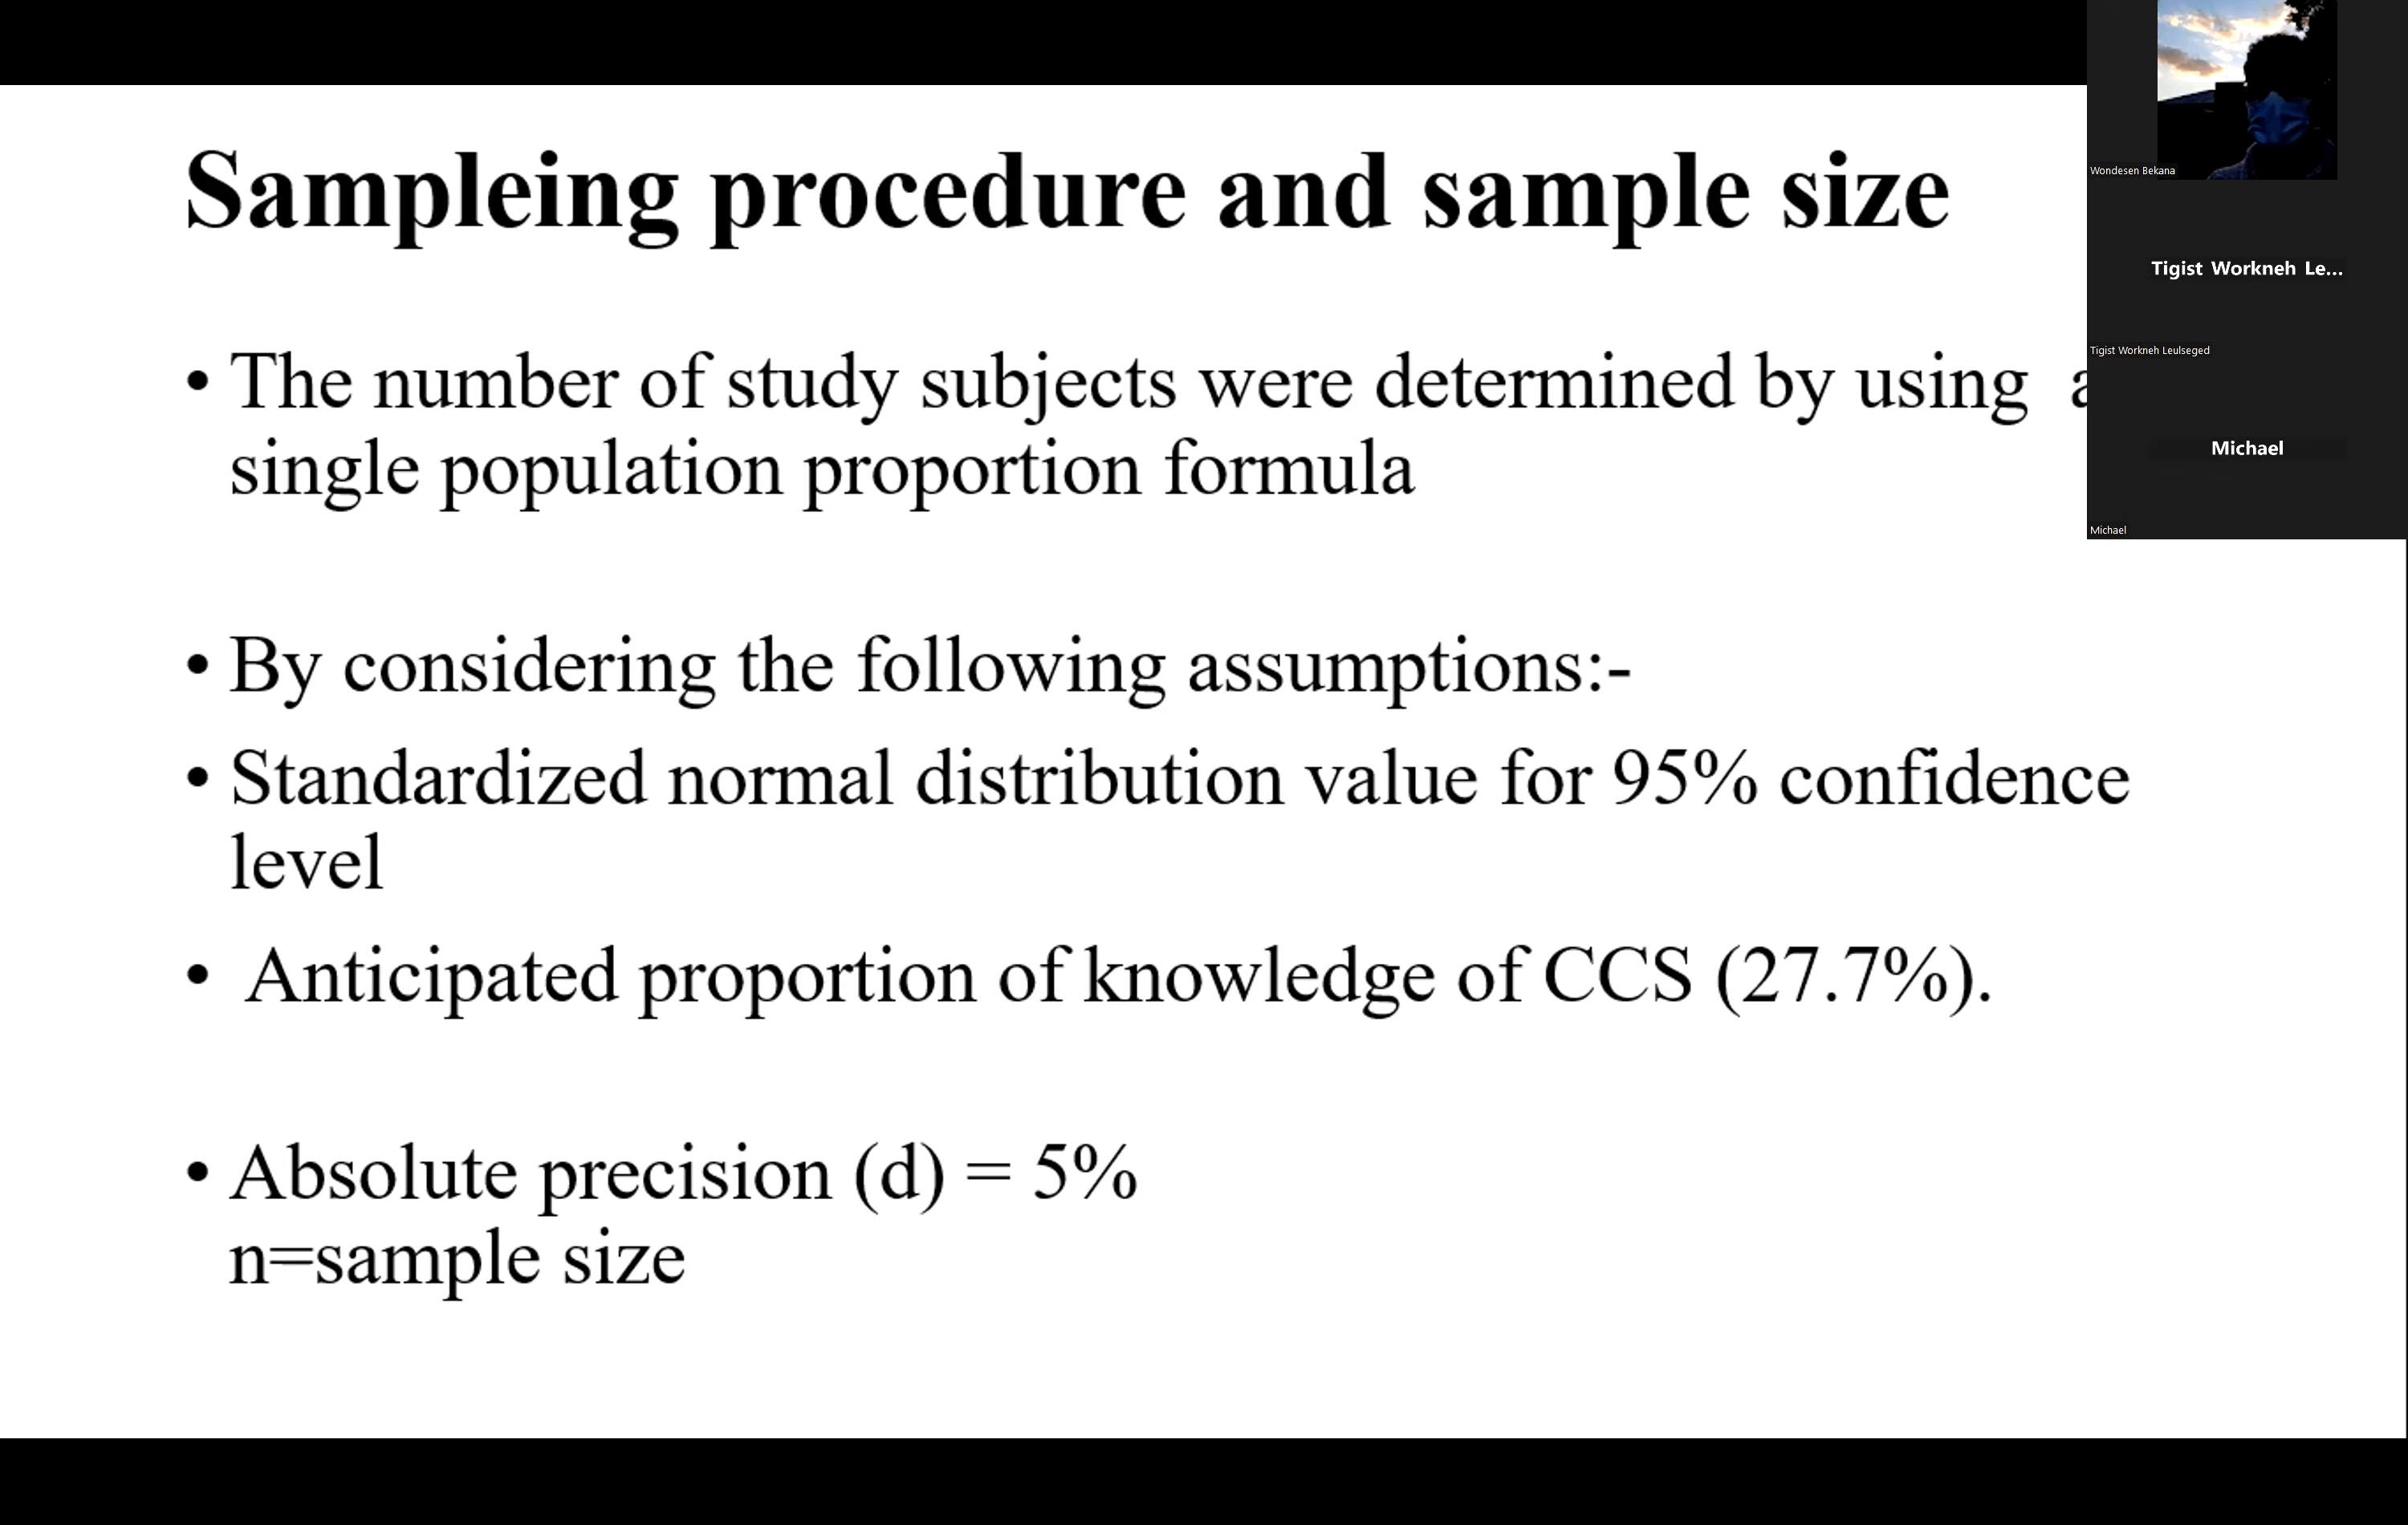 Sampleing procedure and sample size
• The number of study subjects were determined by using a
single population proportion formula
• By considering the following assumptions:-
• Standardized normal distribution value for 95% confidence
level
• Anticipated proportion of knowledge of CCS (27.7%).
• Absolute precision (d) = 5%
n=sample size
Wondesen Bekana
Tigist Workneh Le...
Tigist Workneh Leulseged
Michael
Michael